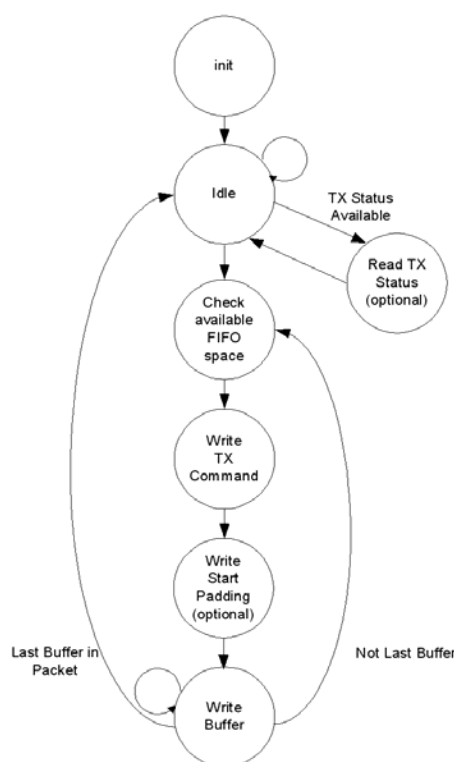 init
Idle
TX Status
Available
Read TX
Status
(optional)
Check
available
FIFO
space
Write
TX
Command
Write
Start
Padding
(optional)
Last Buffer in
Packet
Not Last Buffer
Write
Buffer